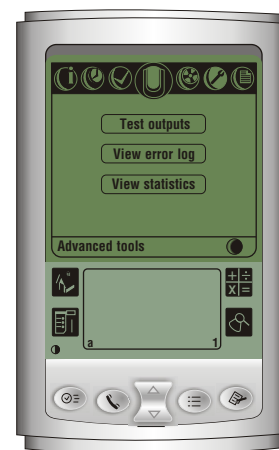 Test outputs
View error log
View statistics
Advanced tools
a 1